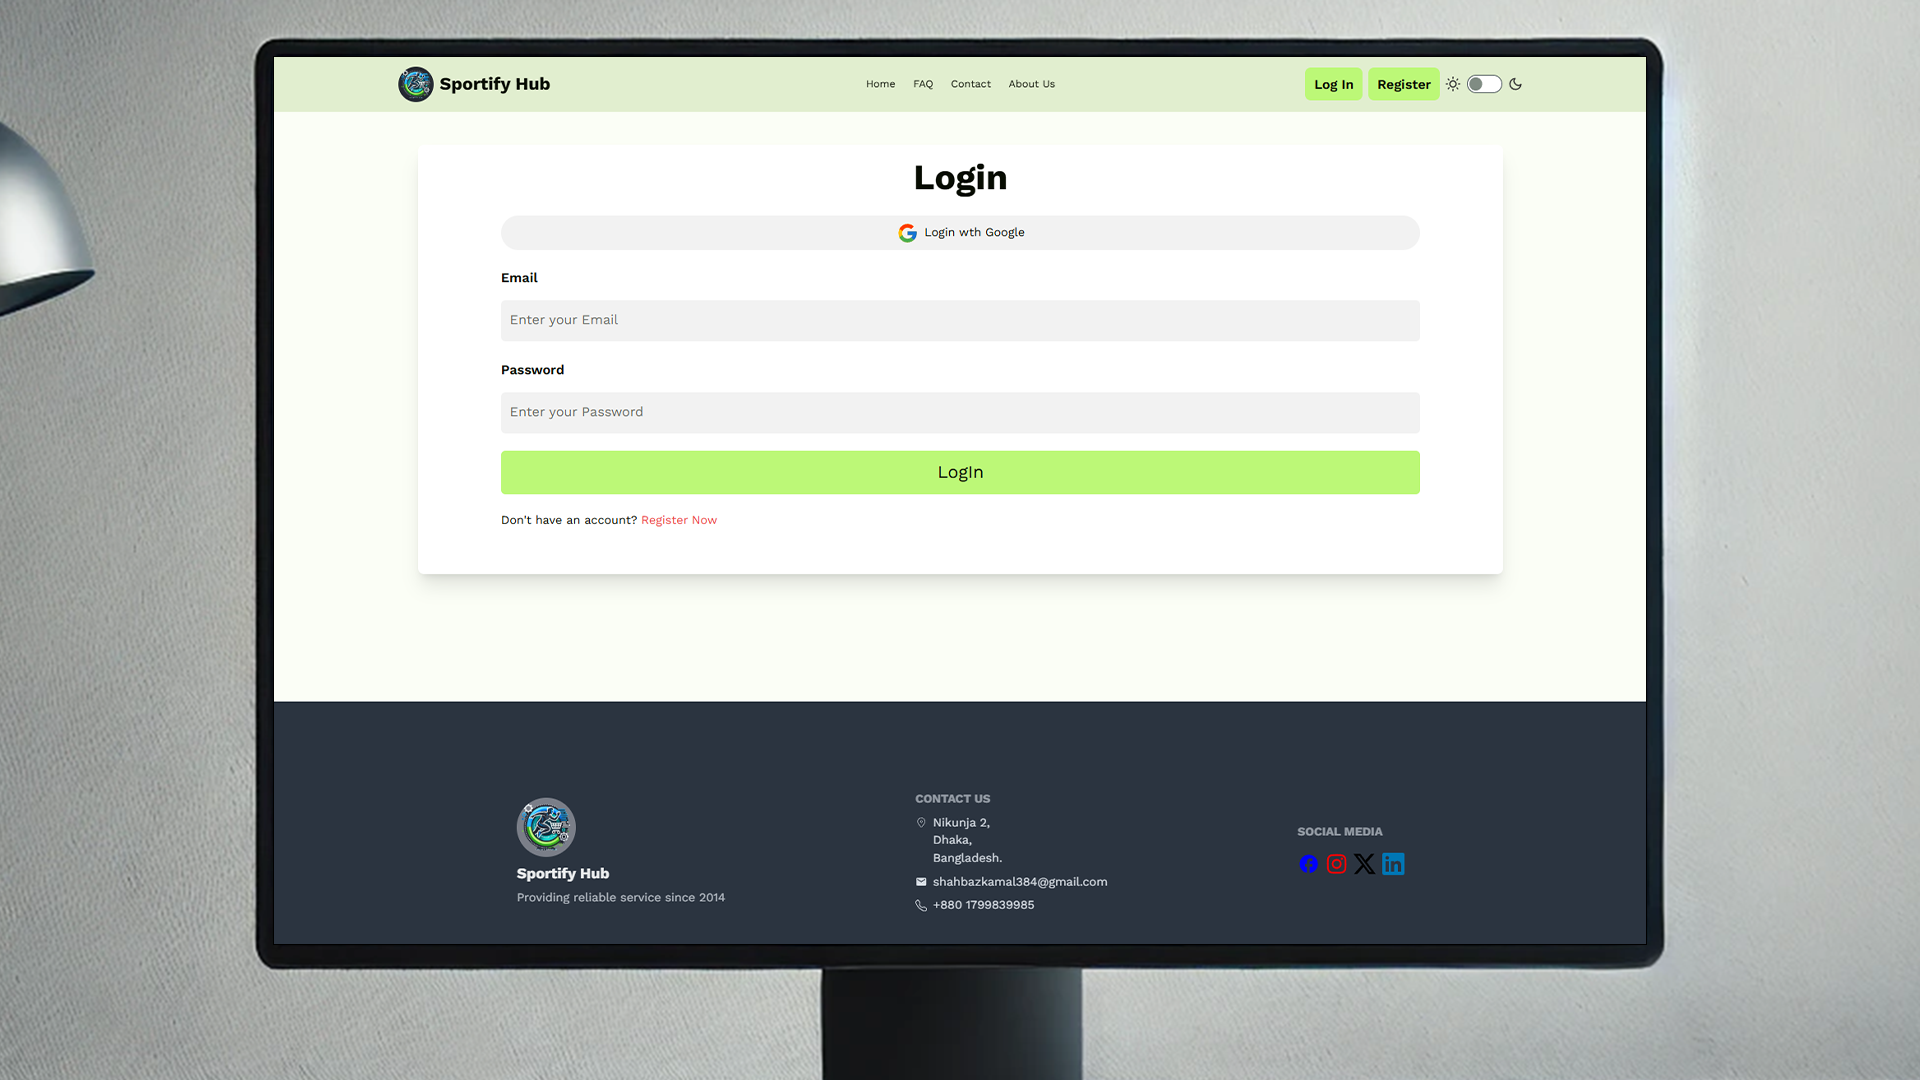 Sportify Hub
Home FAQ Contact About Us
Log In Register
Login
Login wth Google
Email
Enter your Email
Password
Enter your Password
LogIn
Don't have an account? Register Now
Sportify Hub
Providing reliable service since 2014
CONTACT US
Nikunja 2,
Dhaka,
Bangladesh.
shahbazkamal384@gmail.com
+880 1799839985
SOCIAL MEDIA